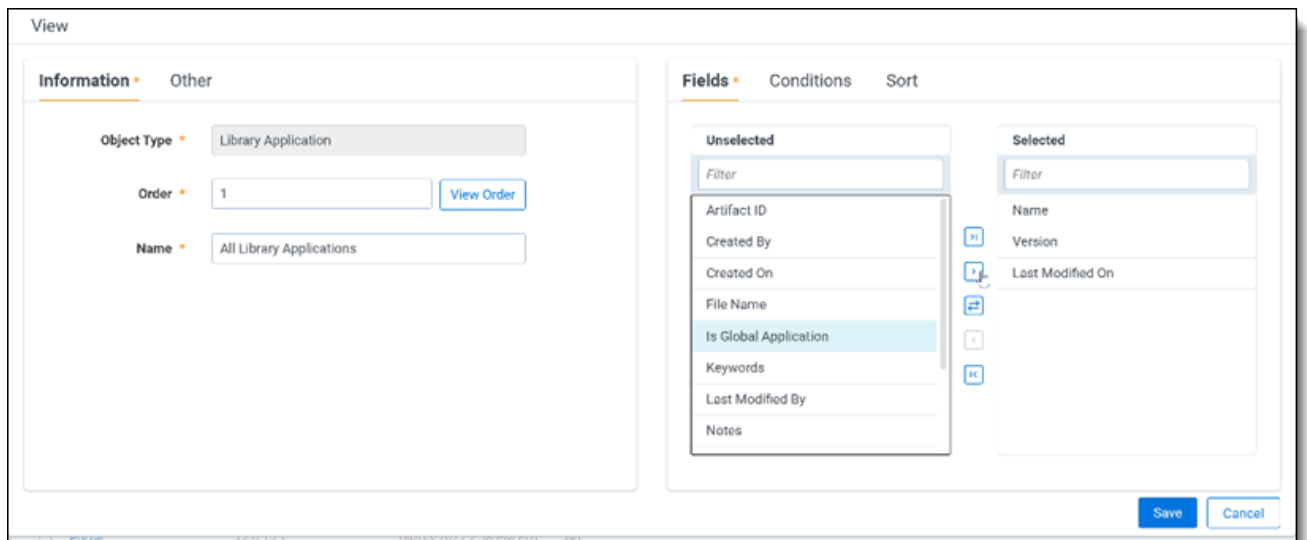 View
Information * Other
Object Type * Library Application
Order * 1 View Order
Name * All Library Applications
Fields * Conditions Sort
Unselected
Filter
Artifact ID
Created By
Created On
File Name
Is Global Application
Keywords
Last Modified By
Notes
Selected
Filter
Name
Version
Last Modified On
Save Cancel